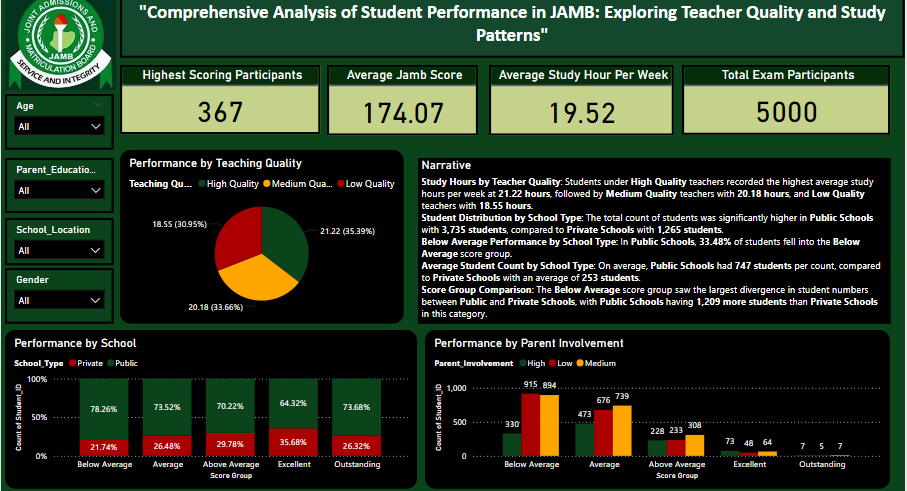 JOINT ADMISSIONS AND
MATRICULATION BOARD
JAMB
SERVICE AND INTEGRITY
"Comprehensive Analysis of Student Performace in JAMB: Exploring Teacher Quality and Study
Patterns"
Highest Scoring Participants
367
Average Jamb Score
174.07
Average Study Hour Per Week
19.52
Total Exam Participants
5000
Age
All
Parent_Educatio...
All
School_Location
All
Gender
All
Performance by Teaching Quality
Teaching Qu... High Quality Medium Qua... Low Quality
18.55 (30.95%)
21.22 (35.39%)
20.18 (33.66%)
Narrative
Study Hours by Teacher Quality: Students under High Quality teachers recorded the highest average study
hours per week at 21.22 hours, followed by Medium Quality teachers with 20.18 hours, and Low Quality
teachers with 18.55 hours.
Student Distribution by School Type: The total count of students was significantly higher in Public Schools
with 3,735 students, compared to Private Schools with 1,265 students.
Below Average Performance by School Type: In Public Schools, 33.48% of students fell into the Below
Average score group.
Average Student Count by School Type: On average, Public Schools had 747 students per count, compared
to Private Schools with an average of 253 students.
Score Group Comparison: The Below Average score group saw the largest divergence in student numbers
between Public and Private Schools, with Public Schools having 1,209 more students than Private Schools
in this category.
Performance by School
School_Type Private Public
Count of Student_ID
100%
50%
0%
78.26% 73.52% 70.22% 64.32% 73.68%
21.74% 26.48% 29.78% 35.68% 26.32%
Below Average Average Above Average Excellent Outstanding
Score Group
Performance by Parent Involvement
Parent_Involvement High Low Medium
Count of Student_ID
1,000
500
0
330 915 894 473 676 739 228 233 308 73 48 64 7 5 7
Below Average Average Above Average Excellent Outstanding
Score Group